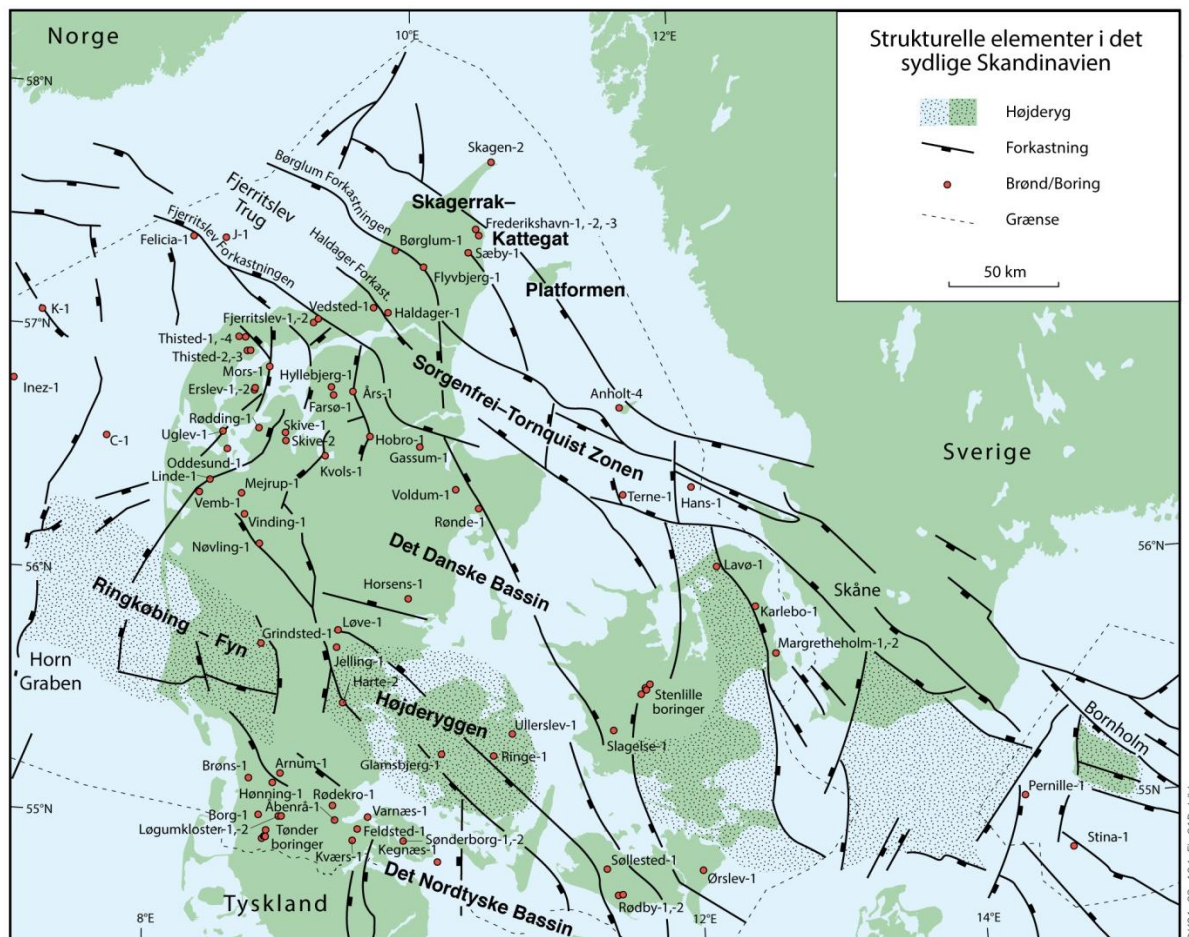 Norge
10°E
12°E
58°N
Strukturelle elementer i det
sydlige Skandinavien
Højderyg
Forkastning
Brønd/Boring
Grænse
50 km
Skagen-2
Børglum Forkastningen
Fjerritslev
Trug
Skagerrak–
Kattegat
Platformen
Frederikshavn-1, -2, -3
Fjerritslev Forkastningen
Felicia-1
J-1
Børglum-1
Sæby-1
Haldager Forkast.
Flyvbjerg-1
K-1
57°N
Vedsted-1
Haldager-1
Fjerritslev-1,-2
Thisted-1, -4
Thisted-2,-3
Mors-1
Inez-1
Hyllebjerg-1
Erslev-1,-2
Års-1
Farsø-1
Sorgenfrei–Tornquist Zonen
Anholt-4
Sverige
Rødding-1
Skive-1
Uglev-1
Skive-2
C-1
Hobro-1
Gassum-1
Oddesund-1
Kvols-1
Linde-1
Mejrup-1
Vemb-1
Voldum-1
Terne-1
Hans-1
Vinding-1
Rønde-1
Nøvling-1
Det Danske Bassin
56°N
56°N
Lavø-1
Skåne
Ringkøbing – Fyn
Højderyggen
Horsens-1
Karlebo-1
Løve-1
Grindsted-1
Margretheholm-1,-2
Jelling-1
Horn
Graben
Harte-2
Stenlille
boringer
Ullerslev-1
Slagelse-1
Bornholm
Glamsbjerg-1
Ringe-1
Arnum-1
Brøns-1
Hønning-1
Rødekro-1
55°N
55N
Pernille-1
Åbenrå-1
Varnæs-1
Borg-1
Løgumkloster-1,-2
Tønder
boringer
Feldsted-1
Sønderborg-1,-2
Stina-1
Kværs-1
Kegnæs-1
Søllested-1
Ørslev-1
Det Nordtyske Bassin
Rødby-1,-2
Tyskland
8°E
12°E
14°E